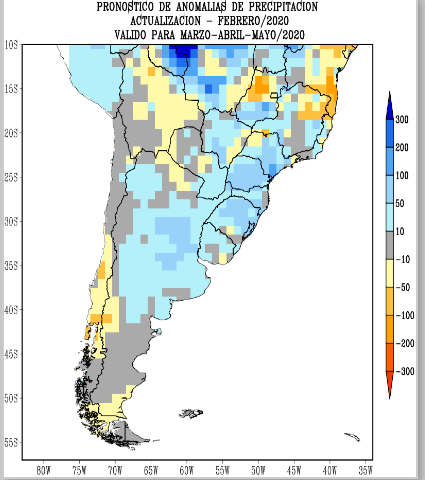 PRONOSTICO DE ANOMALIAS DE PRECIPITACION
ACTUALIZACION - FEBRERO/2020
VALIDO PARA MARZO-ABRIL-MAYO/2020
10S
15S
20S
25S
30S
35S
40S
45S
50S
55S
80W
75W
70W
65W
60W
55W
50W
45W
40W
35W
300
200
100
50
10
-10
-50
-100
-200
-300